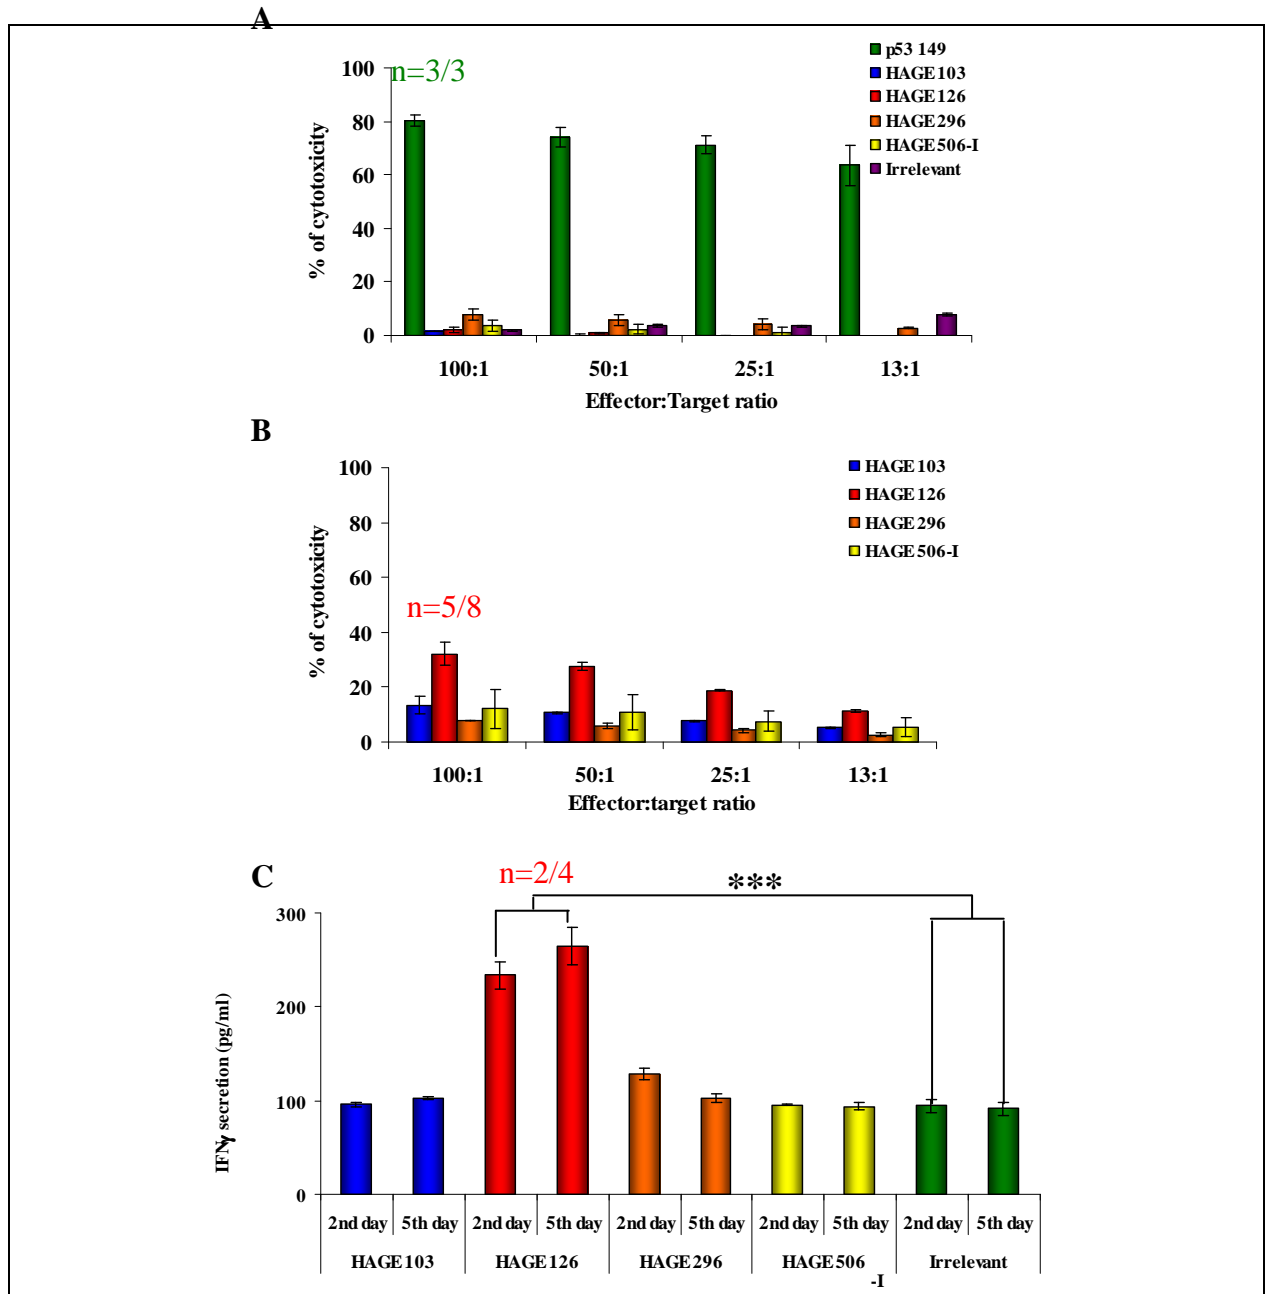 A
n=3/3
p53 149
HAGE103
HAGE126
HAGE296
HAGE506-I
Irrelevant
% of cytotoxicity
100
80
60
40
20
0
100:1 50:1 25:1 13:1
Effector:Target ratio
B
HAGE103
HAGE126
HAGE296
HAGE506-I
n=5/8
% of cytotoxicity
100
80
60
40
20
0
100:1 50:1 25:1 13:1
Effector:target ratio
C
n=2/4
***
IFNγ secretion (pg/ml)
300
200
100
0
2nd day 5th day 2nd day 5th day 2nd day 5th day 2nd day 5th day 2nd day 5th day
HAGE103 HAGE126 HAGE296 HAGE506 Irrelevant
-I